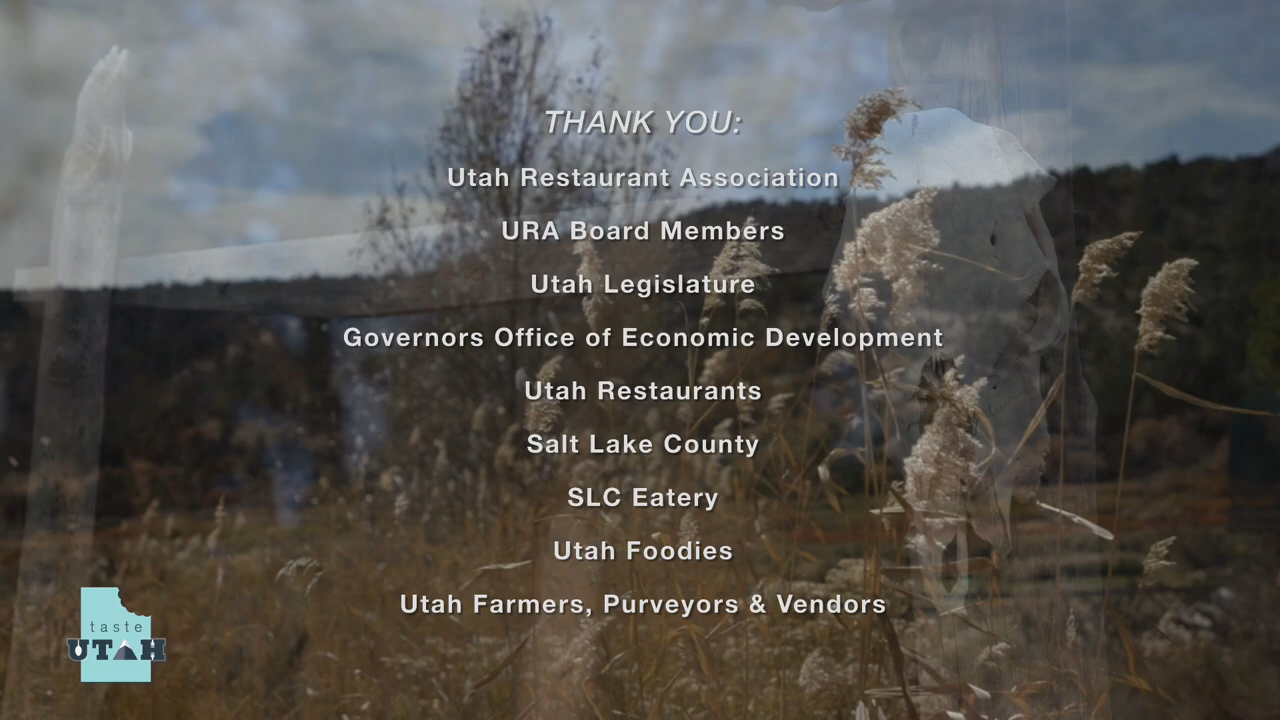 THANK YOU:
Utah Restaurant Association
URA Board Members
Utah Legislature
Governors Office of Economic Development
Utah Restaurants
Salt Lake County
SLC Eatery
Utah Foodies
Utah Farmers, Purveyors & Vendors
taste
UTAH